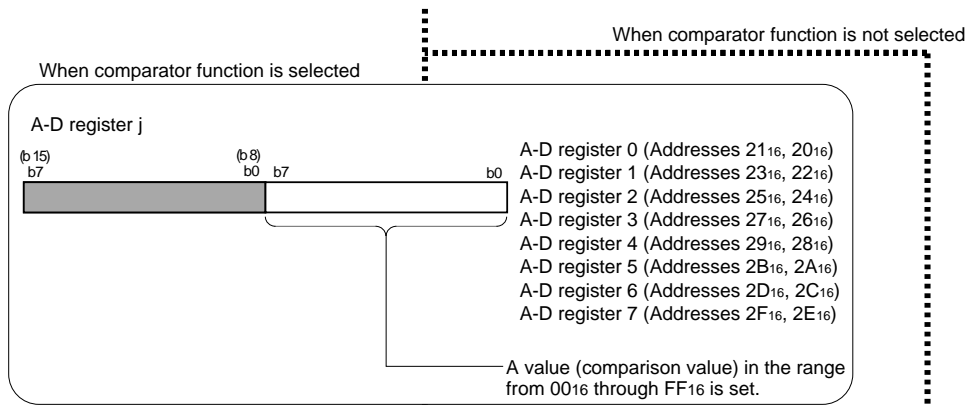 When comparator function is not selected
When comparator function is selected
A-D register j
(b 15) (b 8)
b7 b0 b7 b0
A-D register 0 (Addresses 21₁₆, 20₁₆)
A-D register 1 (Addresses 23₁₆, 22₁₆)
A-D register 2 (Addresses 25₁₆, 24₁₆)
A-D register 3 (Addresses 27₁₆, 26₁₆)
A-D register 4 (Addresses 29₁₆, 28₁₆)
A-D register 5 (Addresses 2B₁₆, 2A₁₆)
A-D register 6 (Addresses 2D₁₆, 2C₁₆)
A-D register 7 (Addresses 2F₁₆, 2E₁₆)
A value (comparison value) in the range
from 00₁₆ through FF₁₆ is set.